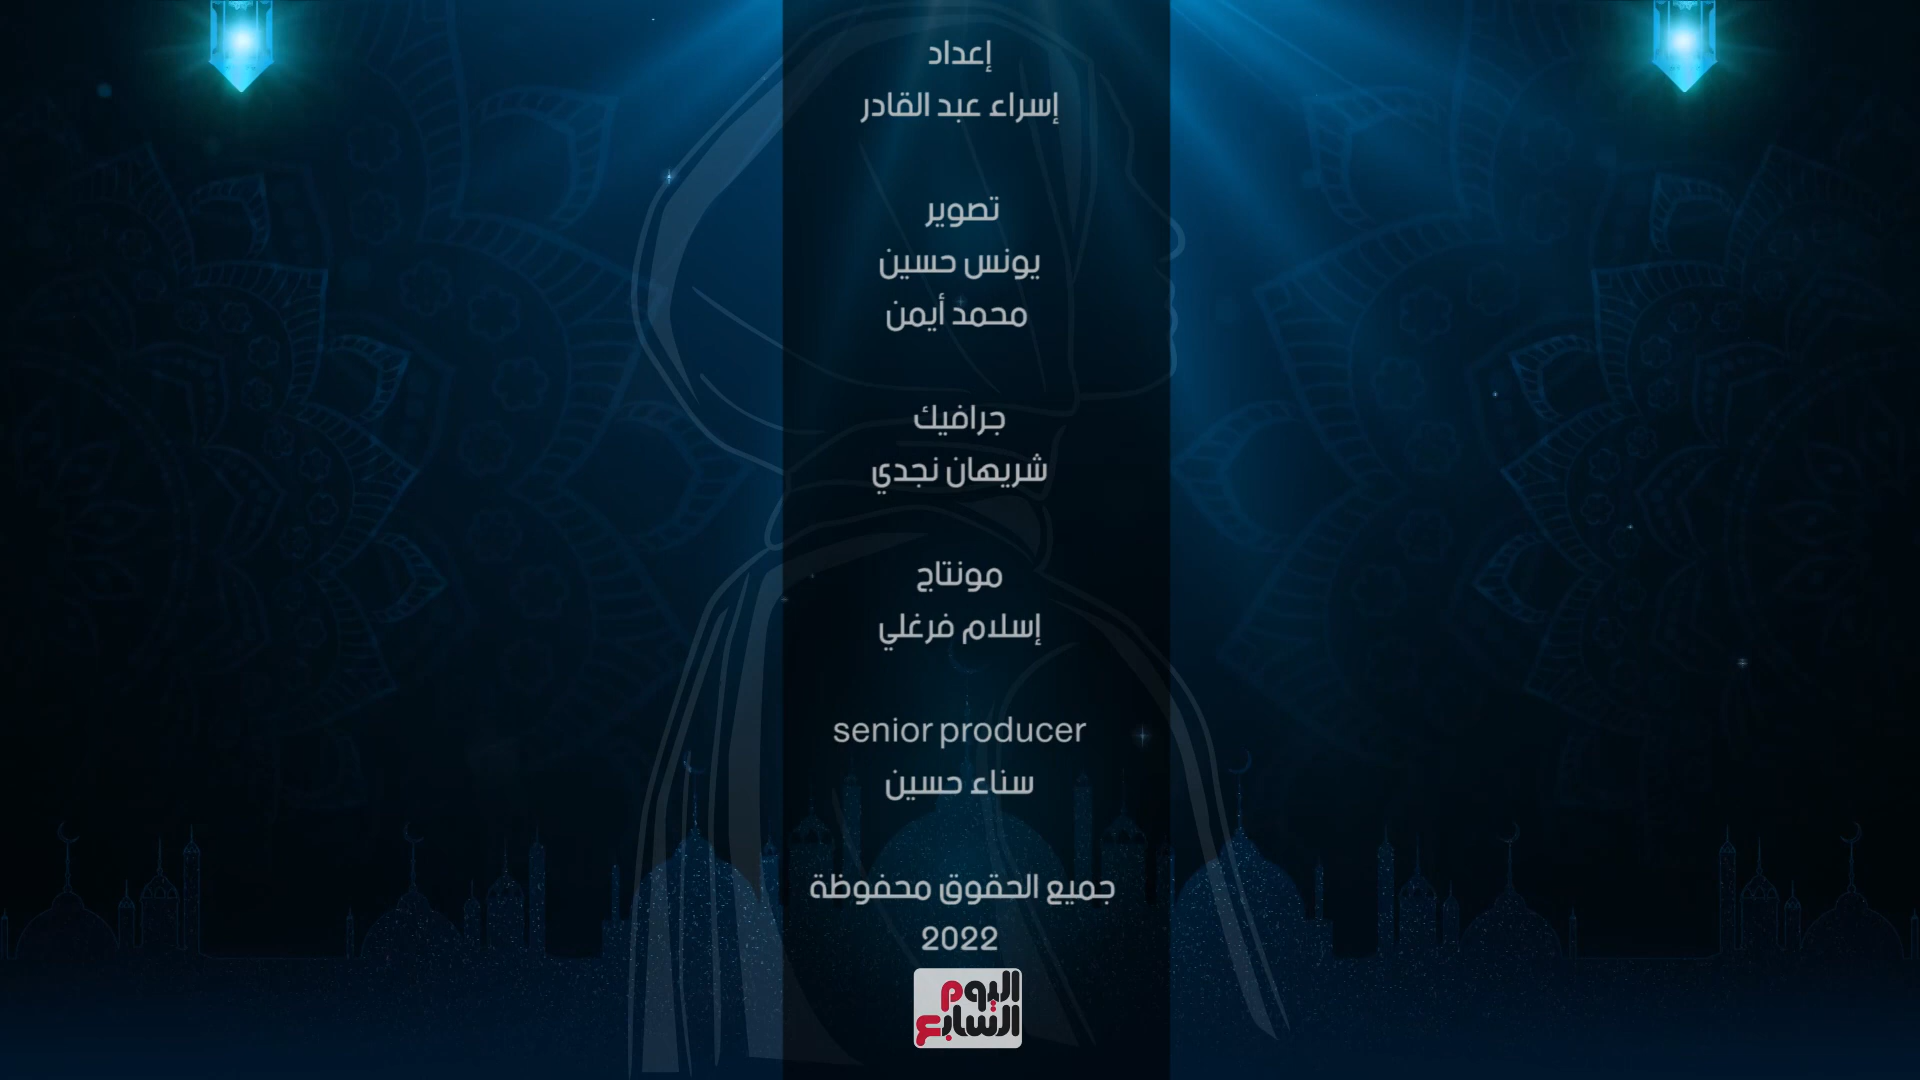 إعداد
إسراء عبد القادر
تصوير
يونس حسين
محمد أيمن
جرافيك
شريهان نجدي
مونتاج
إسلام فرغلي
senior producer
سناء حسين
جميع الحقوق محفوظة
2022
اليوم
السابع